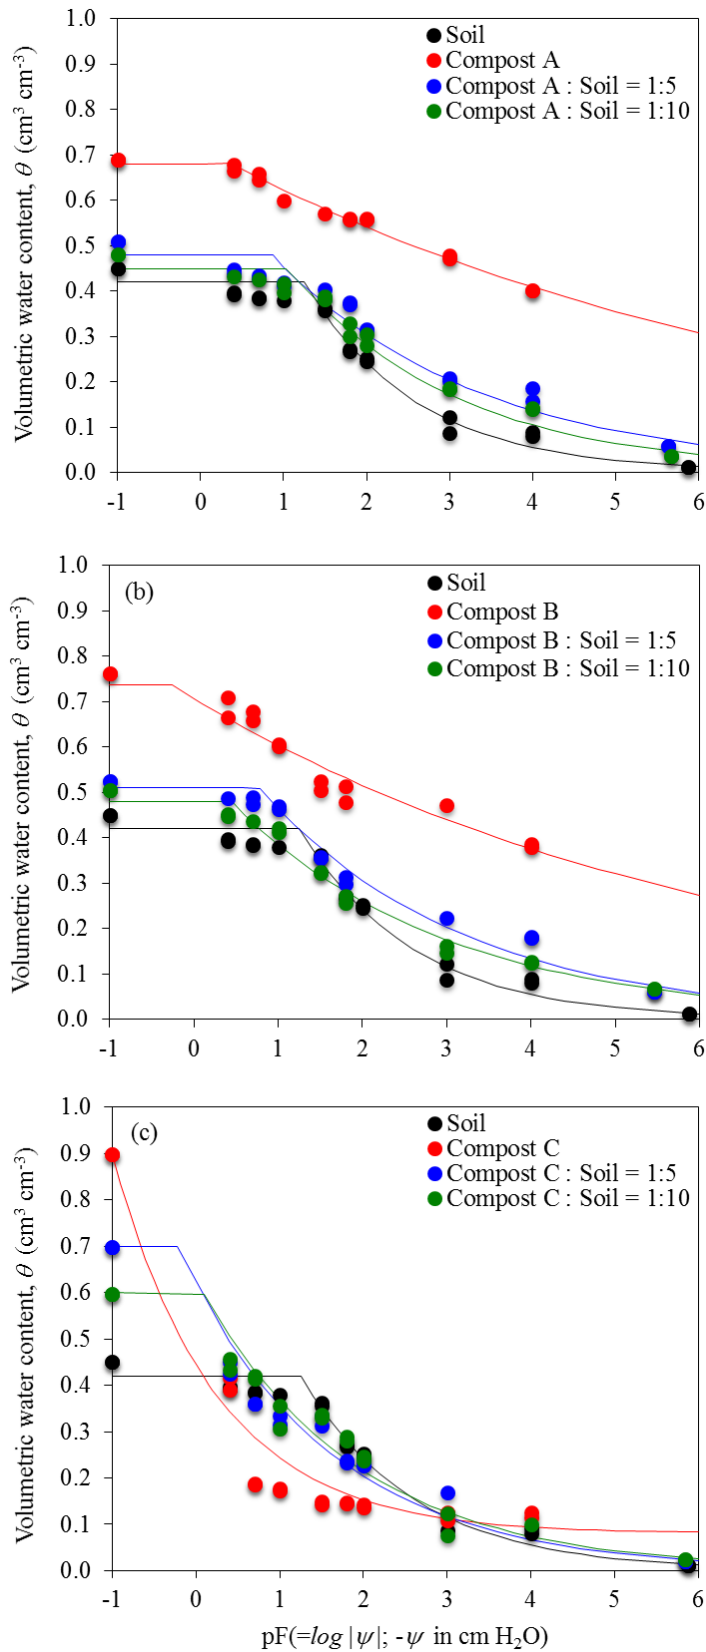 1.0
0.9
0.8
0.7
0.6
0.5
0.4
0.3
0.2
0.1
0.0
Volumetric water content, θ (cm³ cm⁻³)
Soil
Compost A
Compost A : Soil = 1:5
Compost A : Soil = 1:10
-1 0 1 2 3 4 5 6
1.0
0.9
0.8
0.7
0.6
0.5
0.4
0.3
0.2
0.1
0.0
Volumetric water content, θ (cm³ cm⁻³)
(b)
Soil
Compost B
Compost B : Soil = 1:5
Compost B : Soil = 1:10
-1 0 1 2 3 4 5 6
1.0
0.9
0.8
0.7
0.6
0.5
0.4
0.3
0.2
0.1
0.0
Volumetric water content, θ (cm³ cm⁻³)
(c)
Soil
Compost C
Compost C : Soil = 1:5
Compost C : Soil = 1:10
-1 0 1 2 3 4 5 6
pF(=log |ψ|; -ψ in cm H₂O)